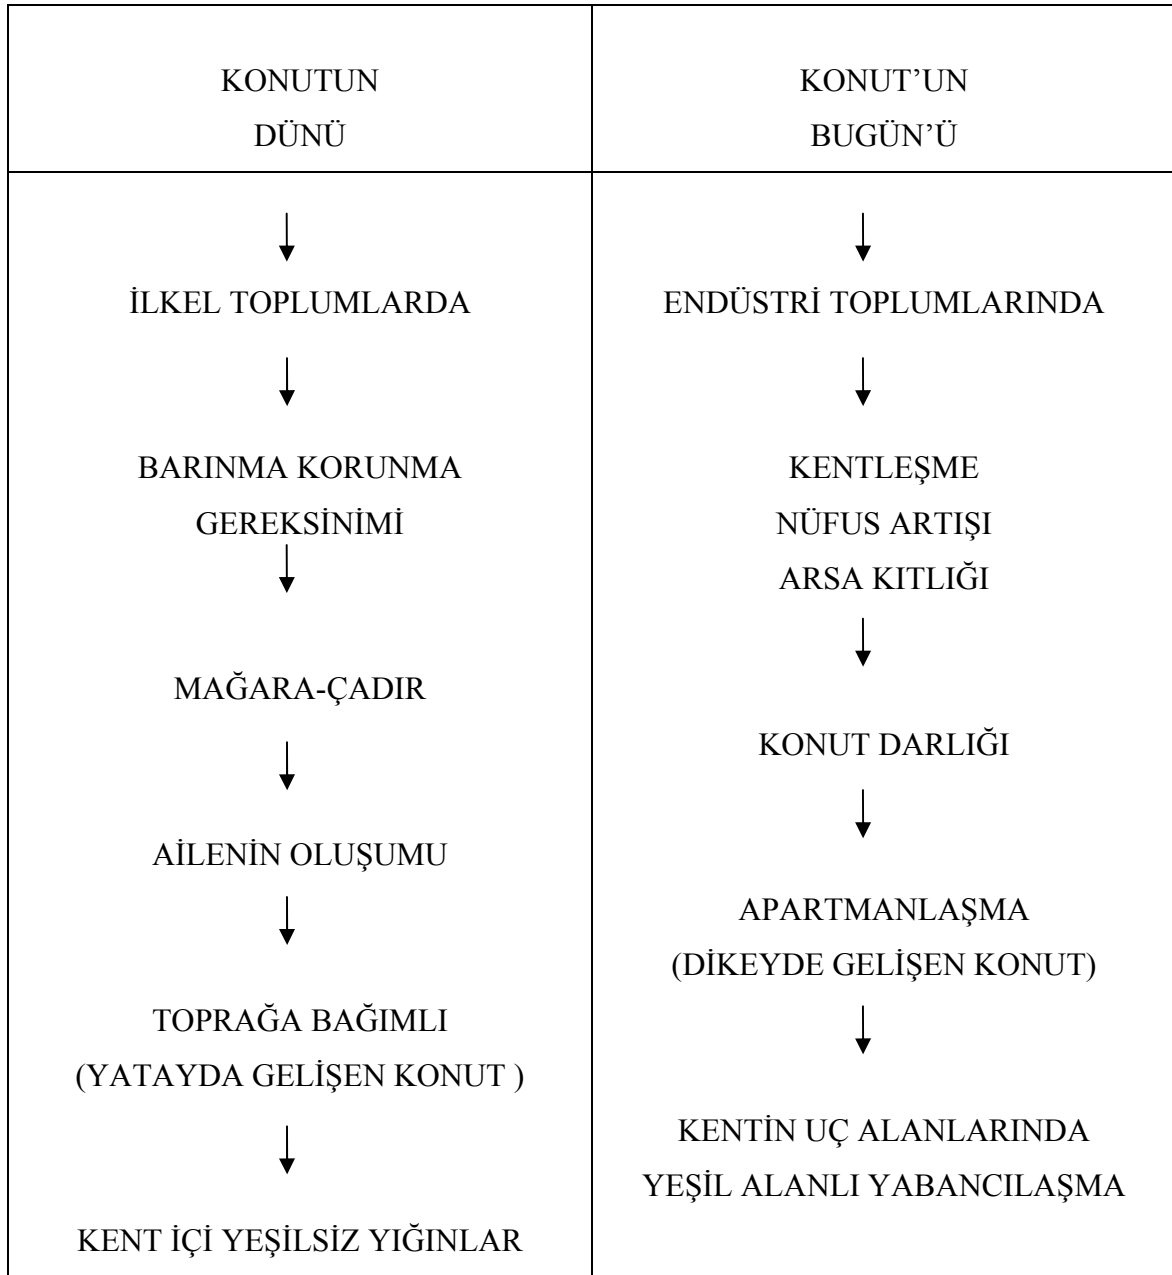 KONUTUN
DÜNÜ
İLKEL TOPLUMLARDA
BARINMA KORUNMA
GEREKSİNİMİ
MAĞARA-ÇADIR
AİLENİN OLUŞUMU
TOPRAĞA BAĞIMLI
(YATAYDA GELİŞEN KONUT )
KENT İÇİ YEŞİLSİZ YIĞINLAR
KONUT’UN
BUGÜN’Ü
ENDÜSTRİ TOPLUMLARINDA
KENTLEŞME
NÜFUS ARTIŞI
ARSA KITLIĞI
KONUT DARLIĞI
APARTMANLAŞMA
(DİKEYDE GELİŞEN KONUT)
KENTİN UÇ ALANLARINDA
YEŞİL ALANLI YABANCILAŞMA